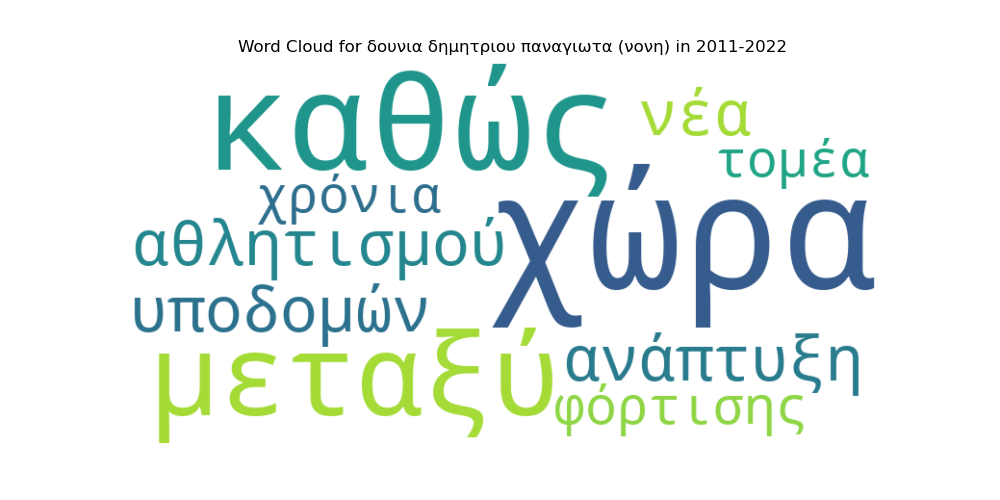 Word Cloud for δουνια δημητριου παναγιωτα (νονη) in 2011-2022
καθώς
νέα
τομέα
χρόνια
χώρα
αθλητισμού
υποδομών
μεταξύ
ανάπτυξη
φόρτισης